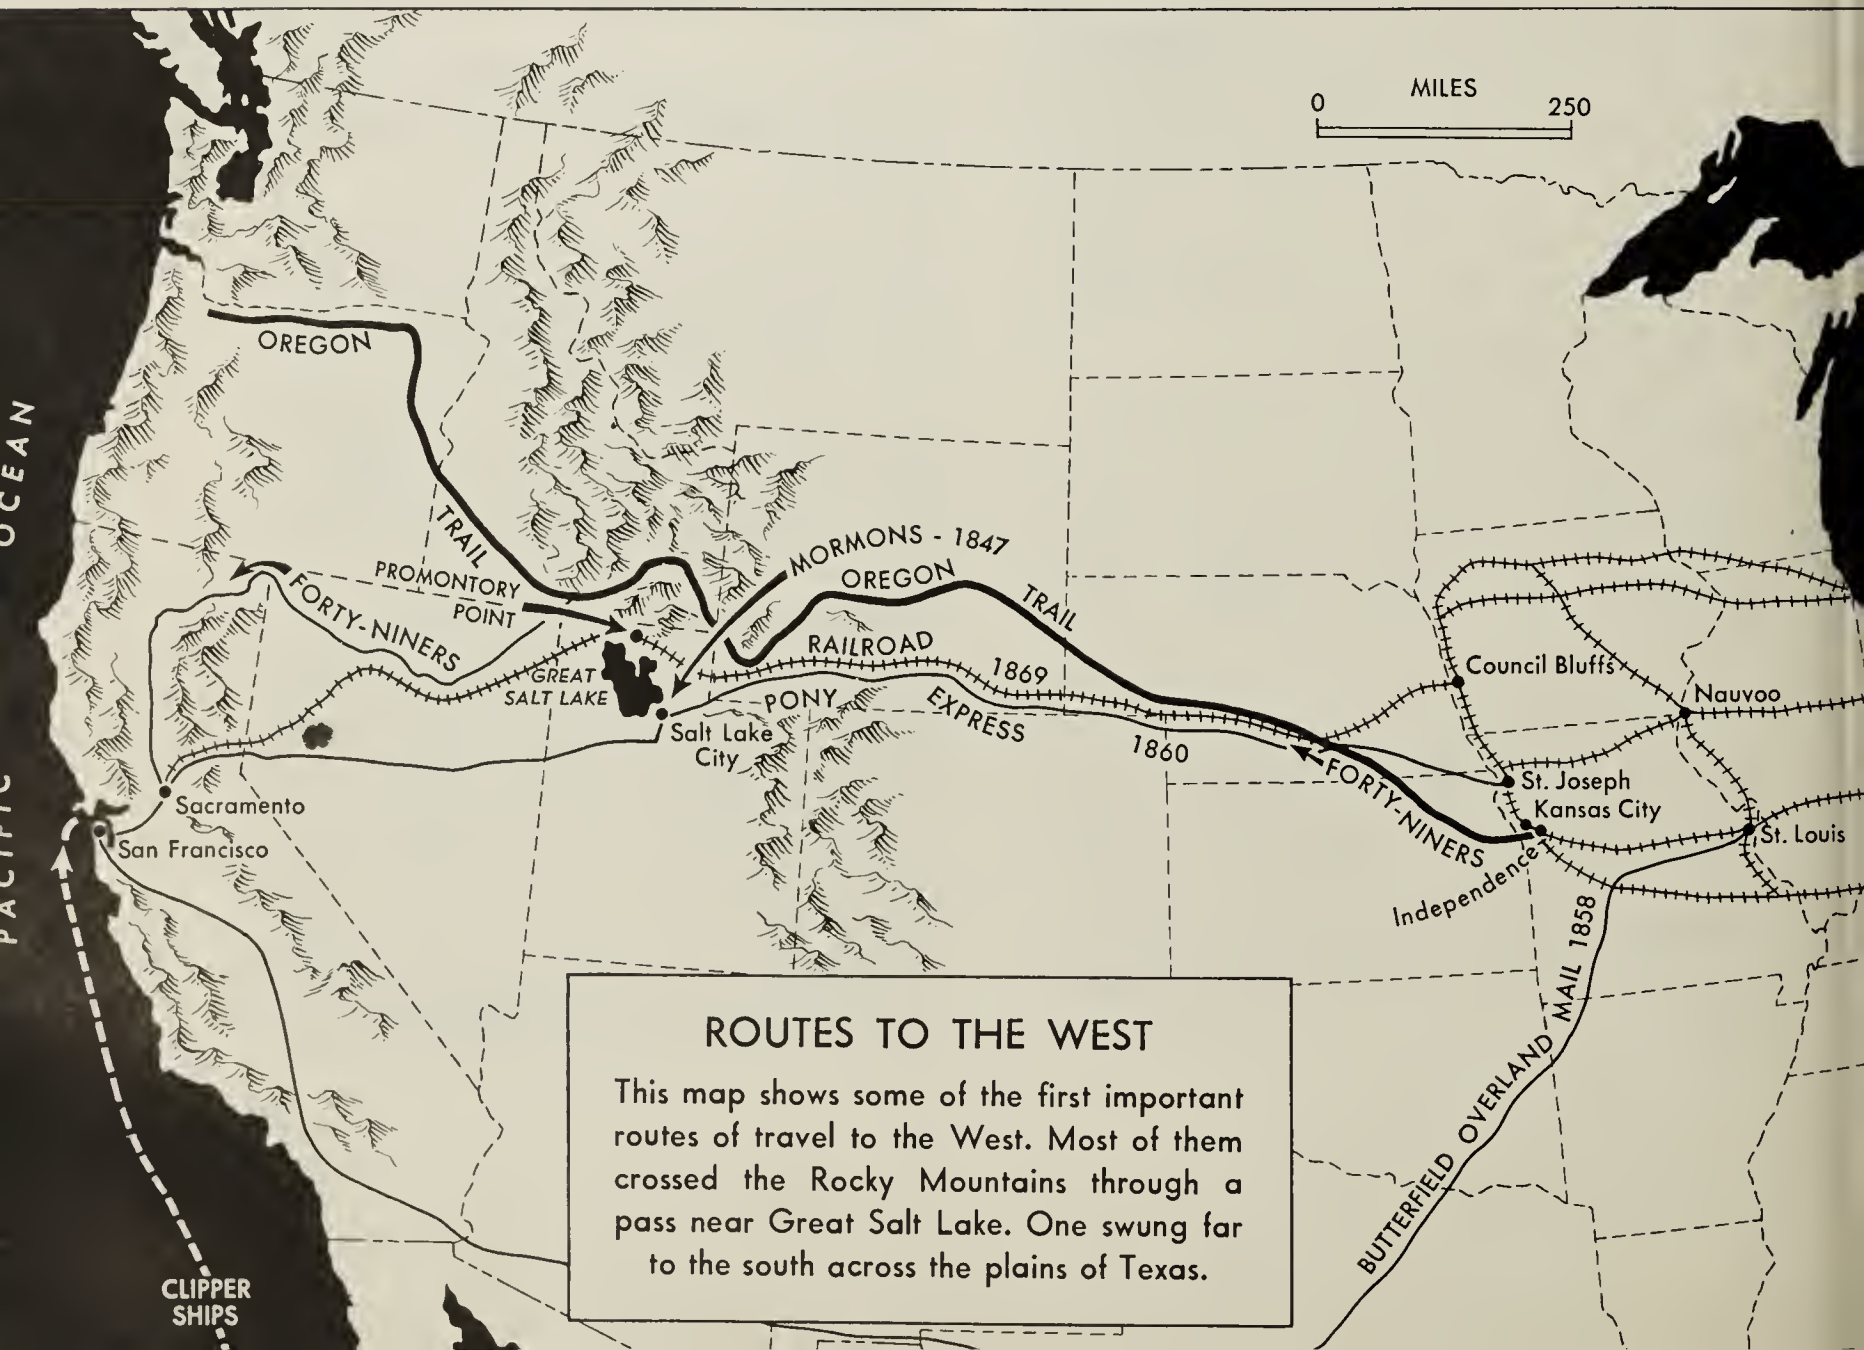 MILES
0 250
OREGON
TRAIL
PACIFIC OCEAN
MORMONS - 1847
OREGON
TRAIL
PROMONTORY
POINT
FORTY-NINERS
RAILROAD
1869
GREAT
SALT LAKE
PONY
EXPRESS
1860
Salt Lake
City
Council Bluffs
Nauvoo
St. Joseph
Kansas City
FORTY-NINERS
Independence
St. Louis
Sacramento
San Francisco
BUTTERFIELD OVERLAND MAIL 1858
CLIPPER
SHIPS
ROUTES TO THE WEST
This map shows some of the first important
routes of travel to the West. Most of them
crossed the Rocky Mountains through a
pass near Great Salt Lake. One swung far
to the south across the plains of Texas.